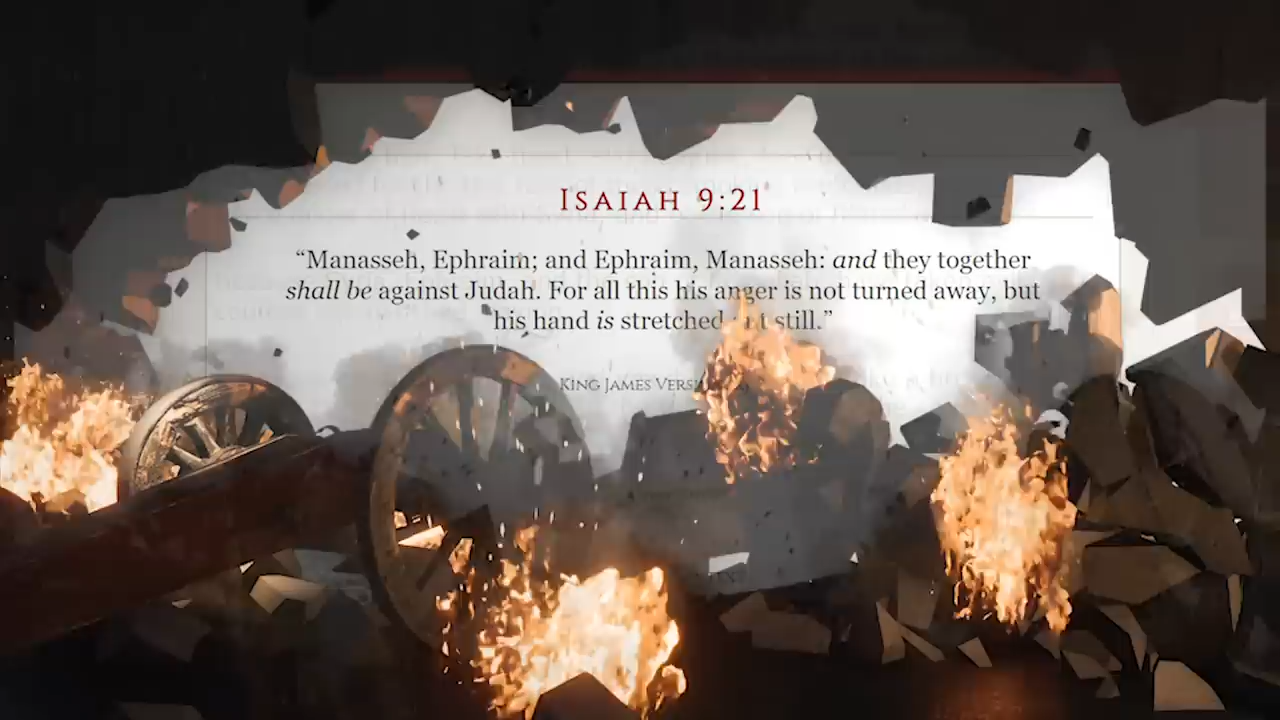 ISAIAH 9:21
“Manasseh, Ephraim; and Ephraim, Manasseh: and they together
shall be against Judah. For all this his anger is not turned away, but
his hand is stretched still.”
KING JAMES